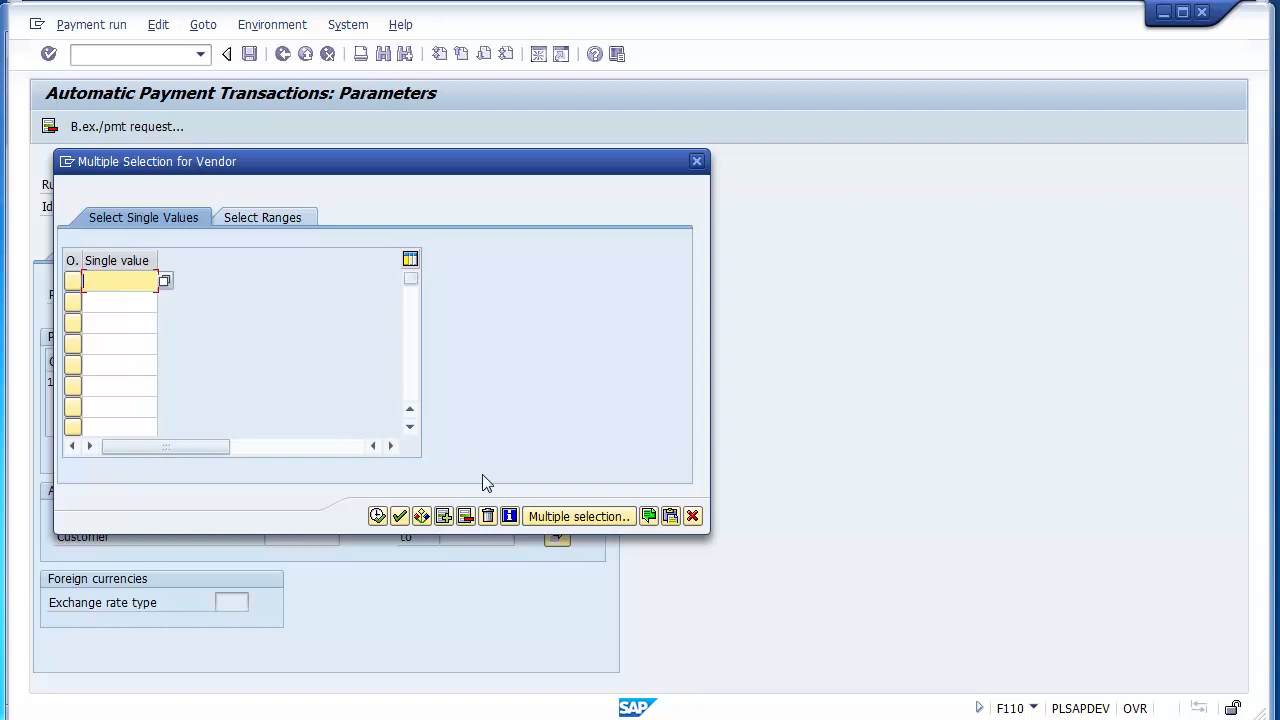 Payment run Edit Goto Environment System Help
Automatic Payment Transactions: Parameters
B.ex./pmt request...
Multiple Selection for Vendor
Select Single Values Select Ranges
O. Single value
Multiple selection..
Customer to
Foreign currencies
Exchange rate type
SAP
F110 PLSAPDEV OVR